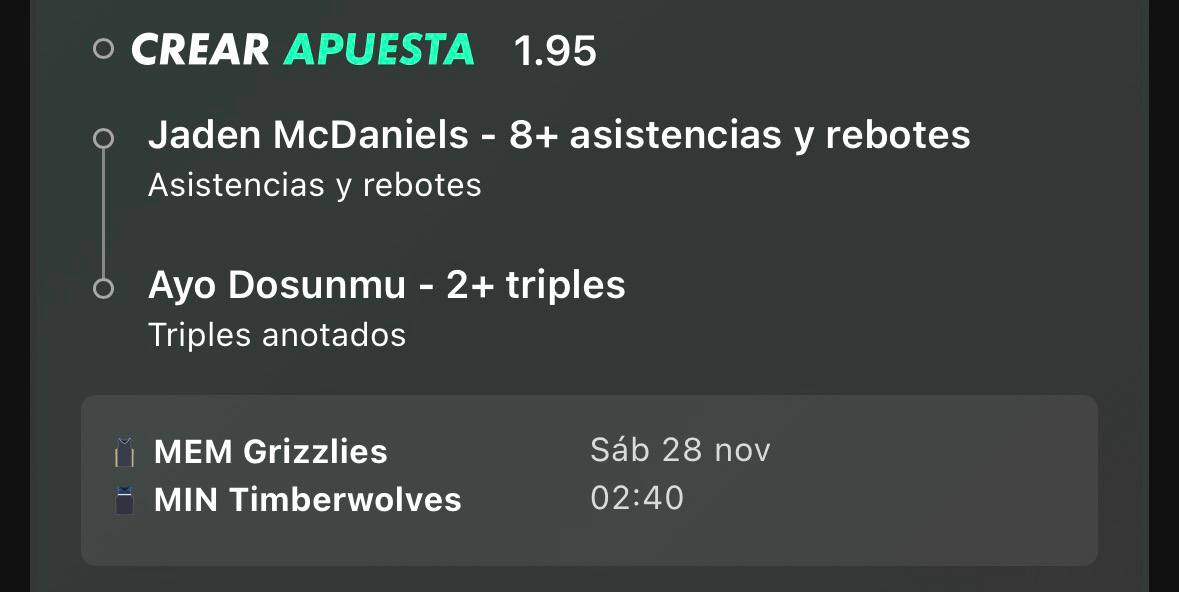 CREAR APUESTA 1.95
Jaden McDaniels - 8+ asistencias y rebotes
Asistencias y rebotes
Ayo Dosunmu - 2+ triples
Triples anotados
MEM Grizzlies Sáb 28 nov
MIN Timberwolves 02:40